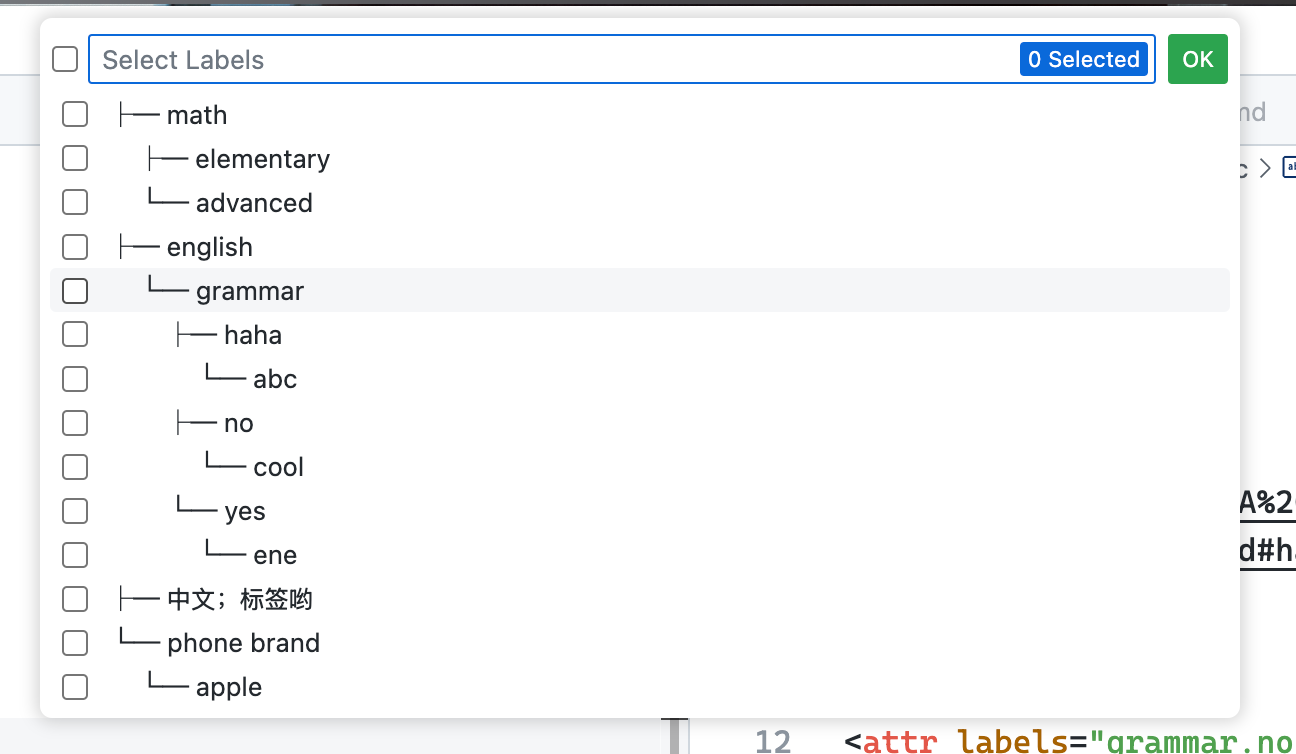 Select Labels 0 Selected OK
├── math
├── elementary
└── advanced
├── english
└── grammar
├── haha
└── abc
├── no
└── cool
└── yes
└── ene
├── 中文；标签哟
└── phone brand
└── apple
c >
A%2
d#h
12 <attr labels="grammar.no